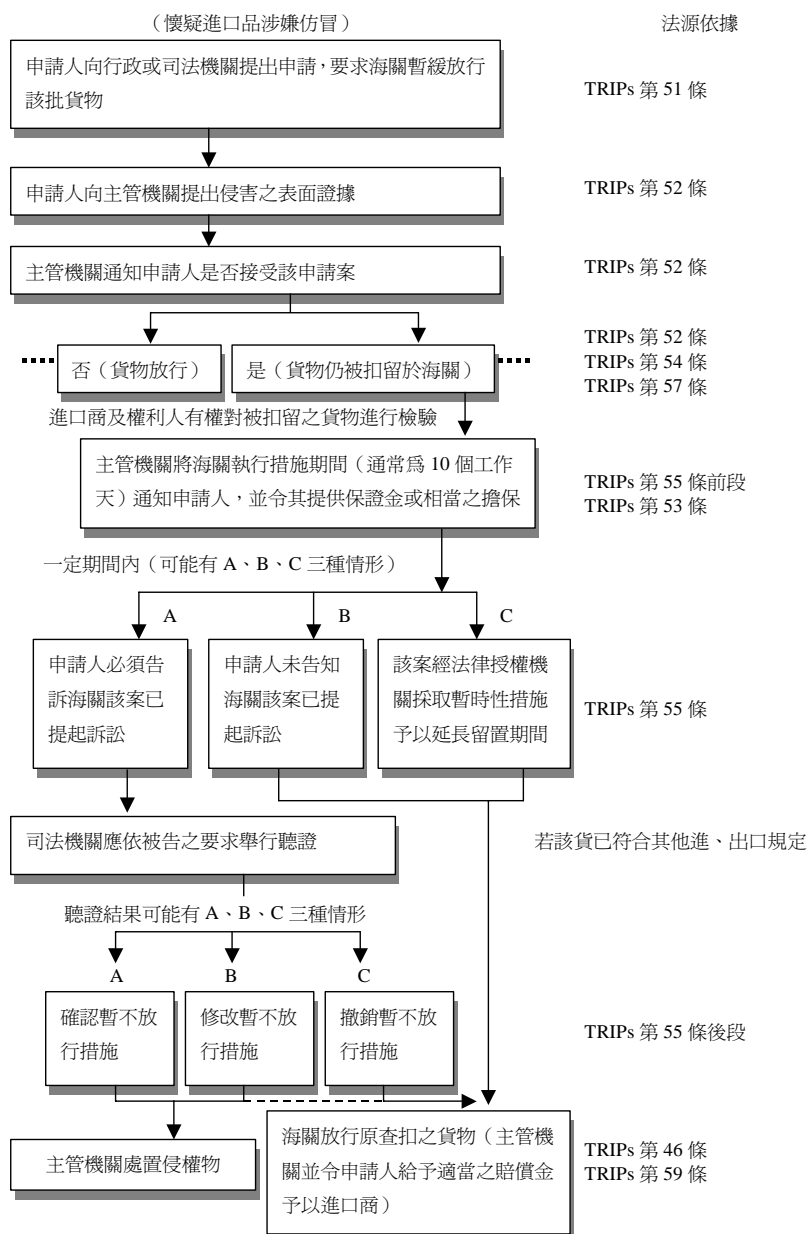 （懷疑進口品涉嫌仿冒）
法源依據
申請人向行政或司法機關提出申請，要求海關暫緩放行
該批貨物
TRIPs 第 51 條
申請人向主管機關提出侵害之表面證據
TRIPs 第 52 條
主管機關通知申請人是否接受該申請案
TRIPs 第 52 條
否（貨物放行）
是（貨物仍被扣留於海關）
TRIPs 第 52 條
TRIPs 第 54 條
TRIPs 第 57 條
進口商及權利人有權對被扣留之貨物進行檢驗
主管機關將海關執行措施期間（通常為 10 個工作
天）通知申請人，並令其提供保證金或相當之擔保
TRIPs 第 55 條前段
TRIPs 第 53 條
一定期間內（可能有 A、B、C 三種情形）
A
B
C
申請人必須告
訴海關該案已
提起訴訟
申請人未告知
海關該案已提
起訴訟
該案經法律授權機
關採取暫時性措施
予以延長留置期間
TRIPs 第 55 條
司法機關應依被告之要求舉行聽證
若該貨已符合其他進、出口規定
聽證結果可能有 A、B、C 三種情形
A
B
C
確認暫不放
行措施
修改暫不放
行措施
撤銷暫不放
行措施
TRIPs 第 55 條後段
主管機關處置侵權物
海關放行原查扣之貨物（主管機
關並令申請人給予適當之賠償金
予以進口商）
TRIPs 第 46 條
TRIPs 第 59 條